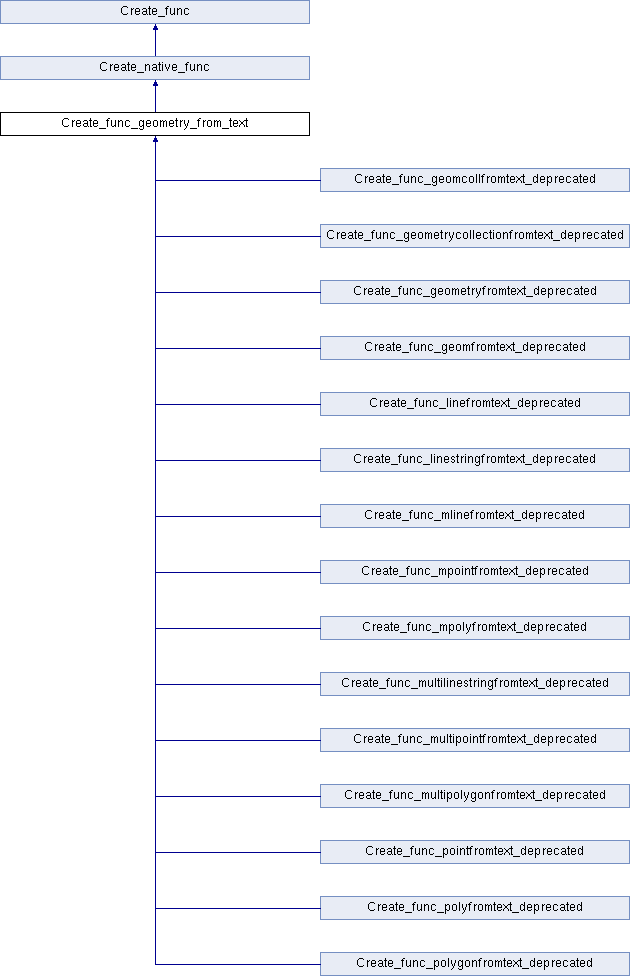 Create_func
Create_native_func
Create_func_geometry_from_text
Create_func_geomcollfromtext_deprecated
Create_func_geometrycollectionfromtext_deprecated
Create_func_geometryfromtext_deprecated
Create_func_geomfromtext_deprecated
Create_func_linefromtext_deprecated
Create_func_linestringfromtext_deprecated
Create_func_mlinefromtext_deprecated
Create_func_mpointfromtext_deprecated
Create_func_mpolyfromtext_deprecated
Create_func_multilinestringfromtext_deprecated
Create_func_multipointfromtext_deprecated
Create_func_multipolygonfromtext_deprecated
Create_func_pointfromtext_deprecated
Create_func_polyfromtext_deprecated
Create_func_polygonfromtext_deprecated